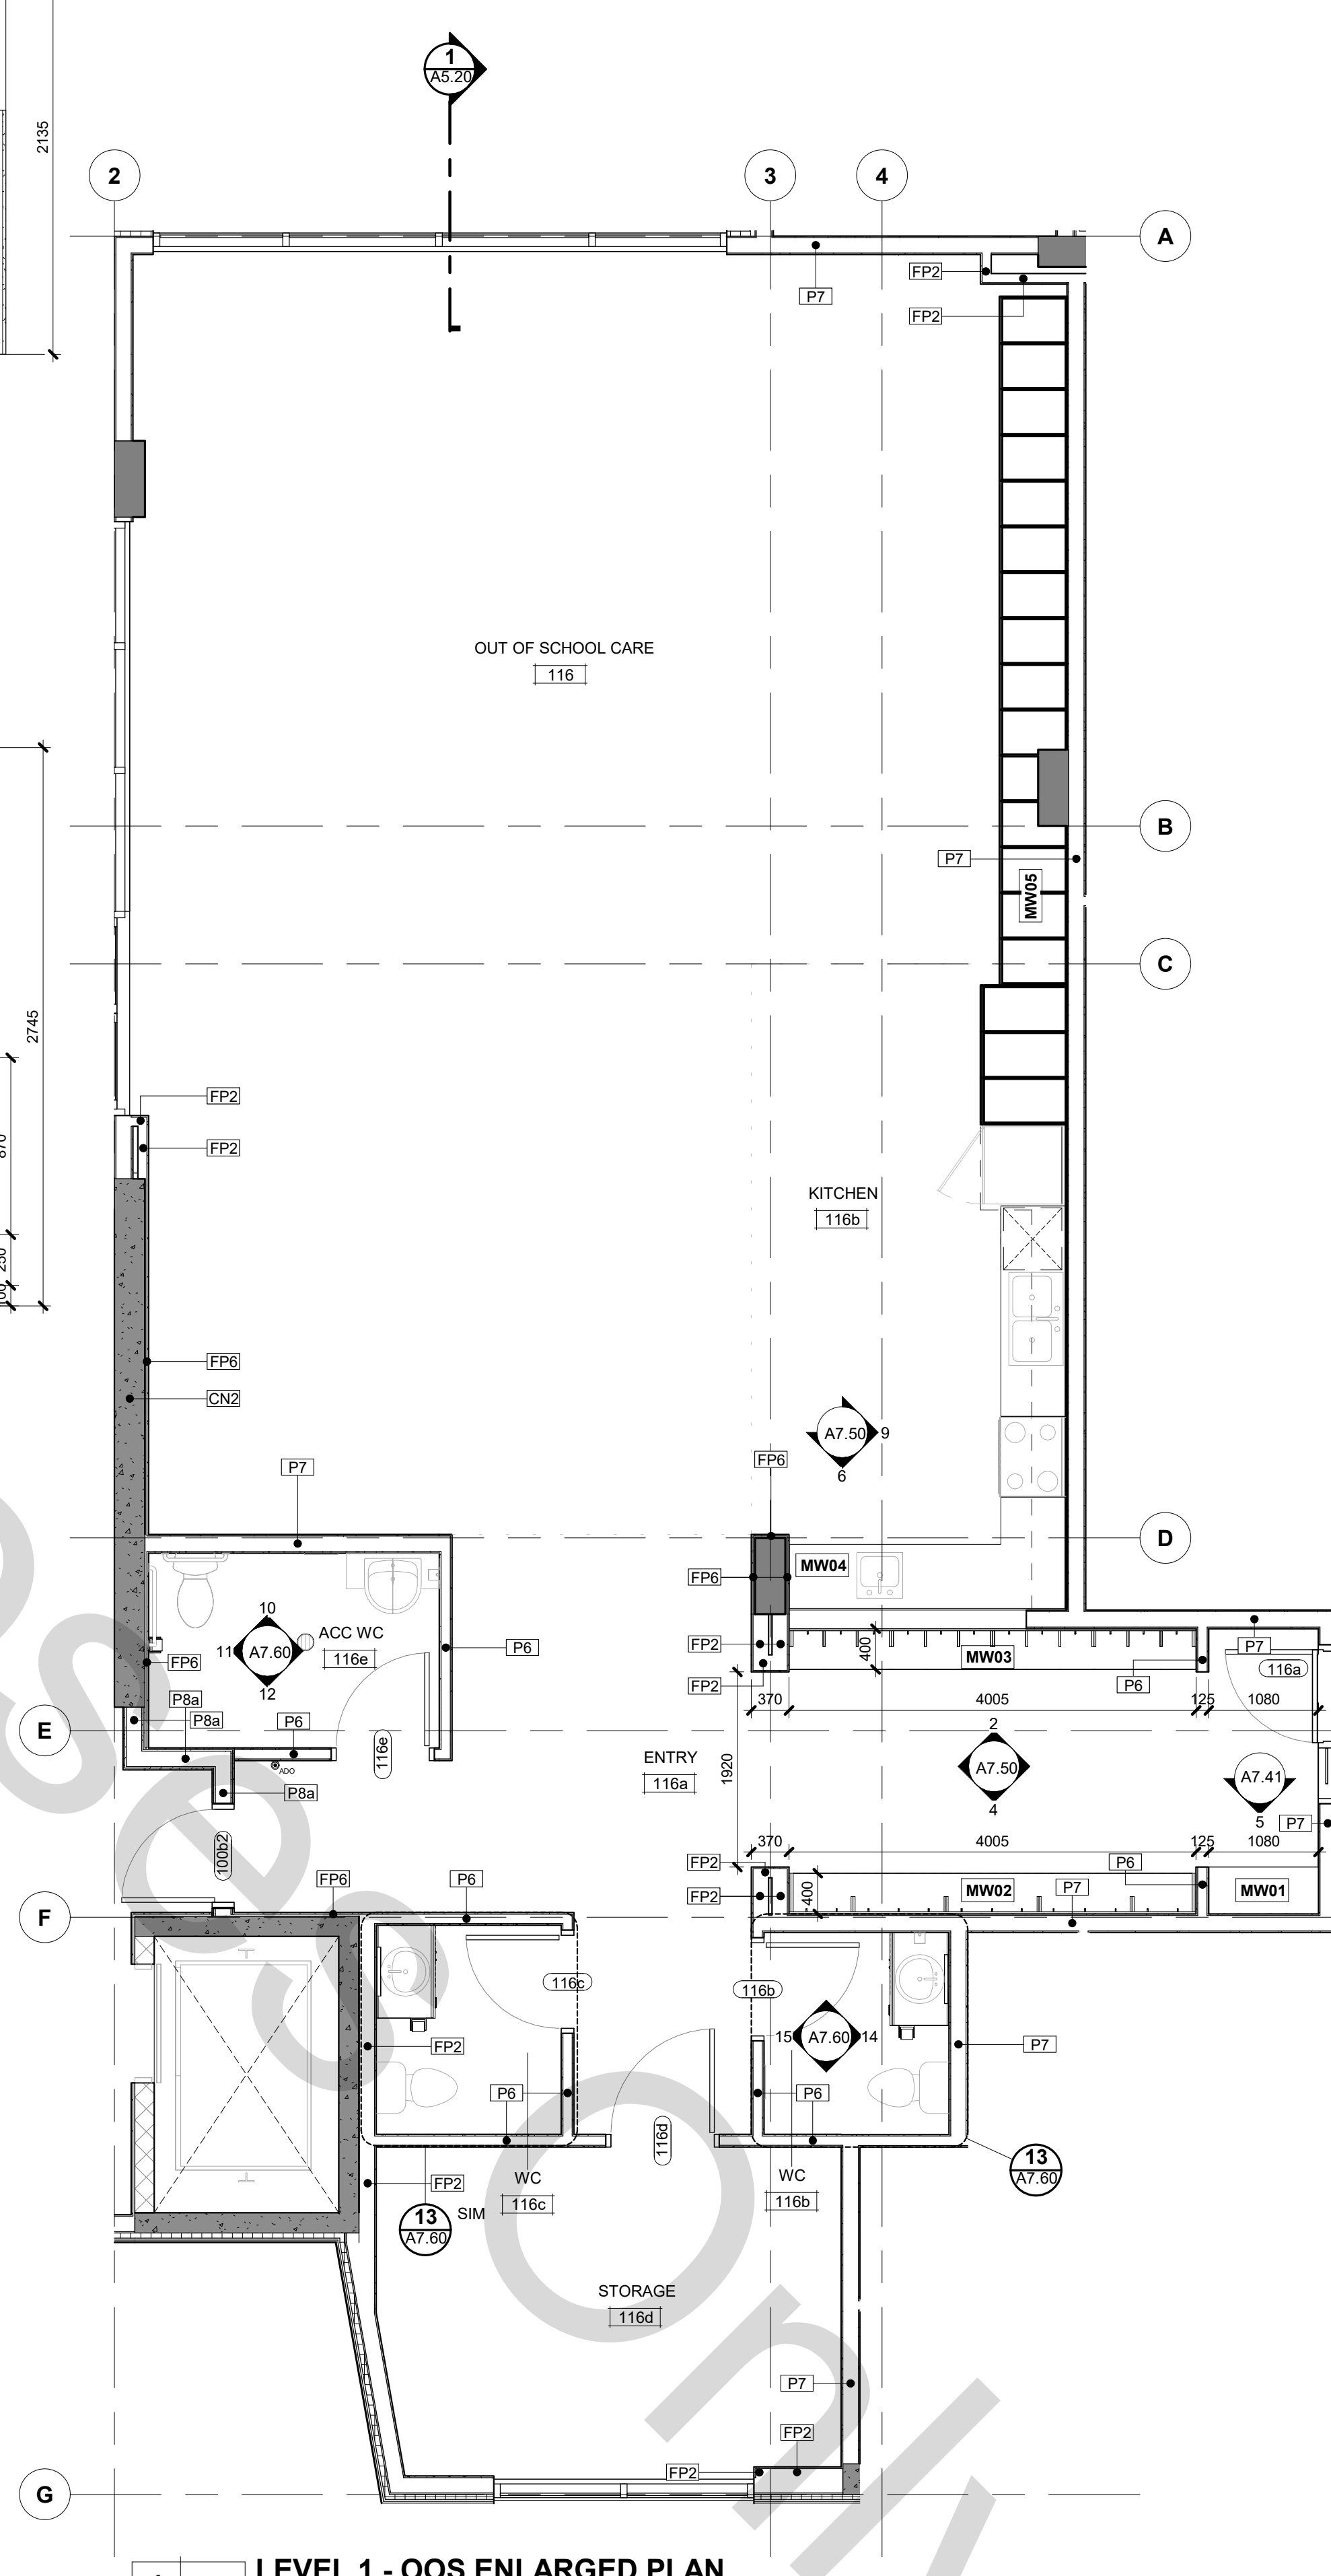 1
A5.20
2135
2
3
4
A
FP2
P7
FP2
OUT OF SCHOOL CARE
116
B
P7
MW05
C
2745
870
250
100
FP2
FP2
KITCHEN
116b
FP6
CN2
A7.50
9
6
FP6
P7
D
MW04
FP6
10
11
A7.60
12
ACC WC
116e
P6
FP6
FP2
FP2
400
MW03
P7
116a
P6
P8a
P8a
P6
370
4005
125
1080
E
116e
ADO
P8a
ENTRY
116a
1920
2
A7.50
4
A7.41
5
P7
100b2
370
4005
125
1080
FP2
P6
FP6
P6
FP2
400
MW02
P7
MW01
F
116c
116b
15
A7.60
14
FP2
P7
P6
P6
116d
13
A7.60
FP2
WC
116c
WC
116b
13
A7.60
SIM
STORAGE
116d
P7
FP2
FP2
G
LEVEL 1 - OOS ENLARGED PLAN
ses Only